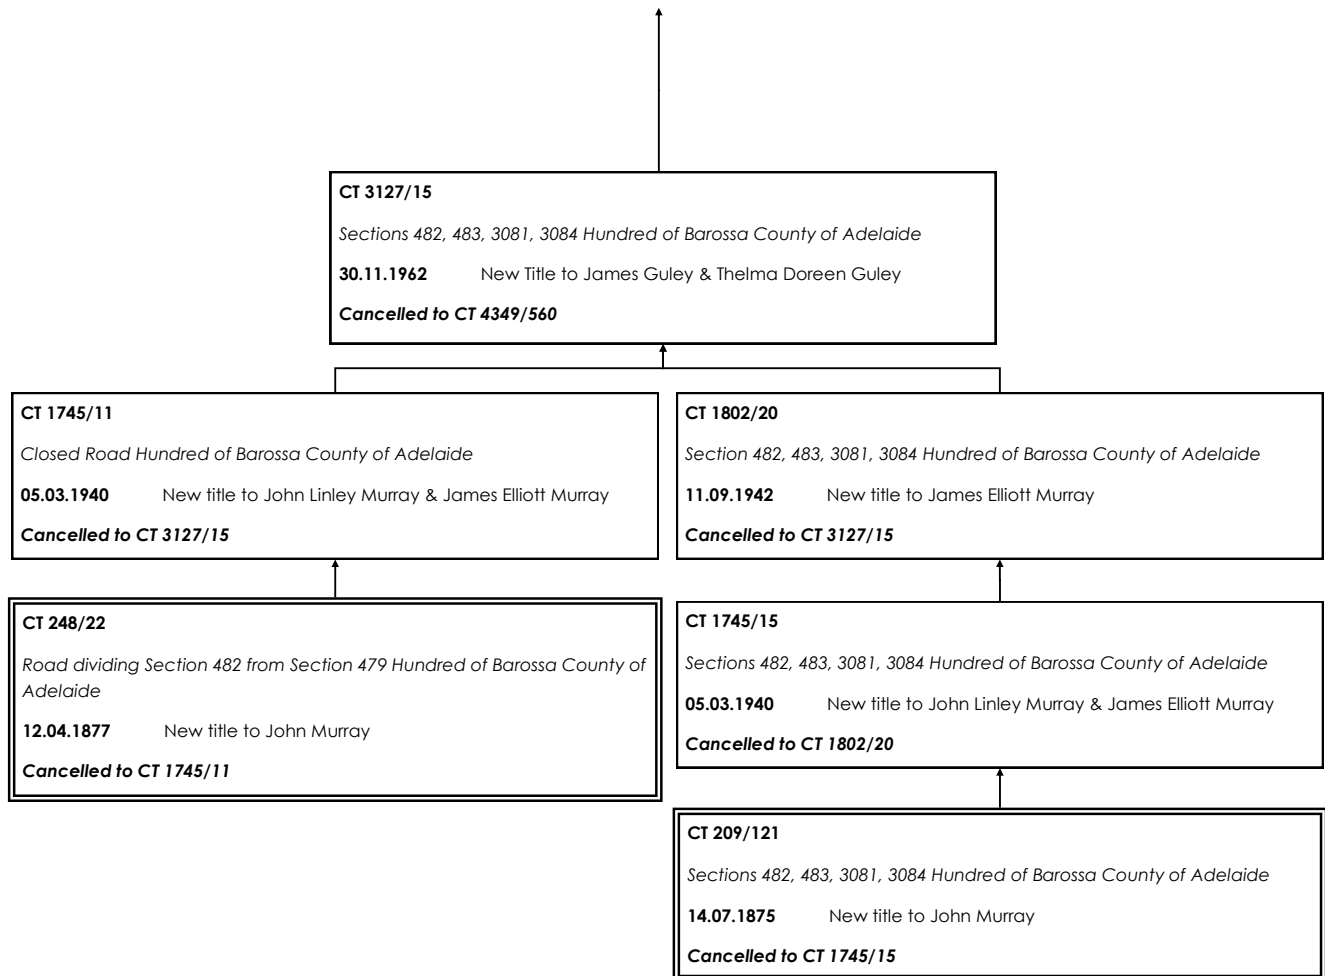 CT 3127/15
Sections 482, 483, 3081, 3084 Hundred of Barossa County of Adelaide
30.11.1962 New Title to James Guley & Thelma Doreen Guley
Cancelled to CT 4349/560
CT 1745/11
Closed Road Hundred of Barossa County of Adelaide
05.03.1940 New title to John Linley Murray & James Elliott Murray
Cancelled to CT 3127/15
CT 1802/20
Section 482, 483, 3081, 3084 Hundred of Barossa County of Adelaide
11.09.1942 New title to James Elliott Murray
Cancelled to CT 3127/15
CT 248/22
Road dividing Section 482 from Section 479 Hundred of Barossa County of
Adelaide
12.04.1877 New title to John Murray
Cancelled to CT 1745/11
CT 1745/15
Sections 482, 483, 3081, 3084 Hundred of Barossa County of Adelaide
05.03.1940 New title to John Linley Murray & James Elliott Murray
Cancelled to CT 1802/20
CT 209/121
Sections 482, 483, 3081, 3084 Hundred of Barossa County of Adelaide
14.07.1875 New title to John Murray
Cancelled to CT 1745/15